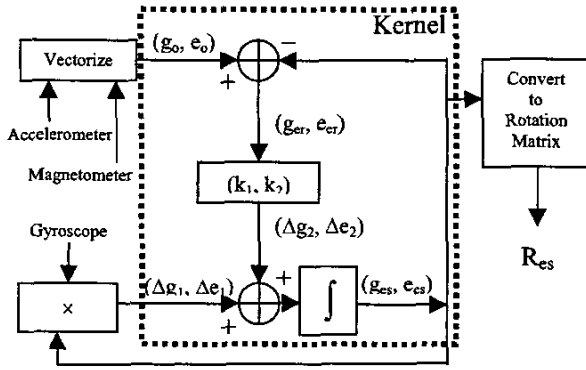 Kernel
(g₀, e₀)
Vectorize
+
−
Convert
to
Rotation
Matrix
Accelerometer
Magnetometer
(gₑᵣ, eₑᵣ)
(k₁, k₂)
Gyroscope
(Δg₂, Δe₂)
Rₑₛ
(Δg₁, Δe₁)
+
(gₑₛ, eₑₛ)
×
+
∫